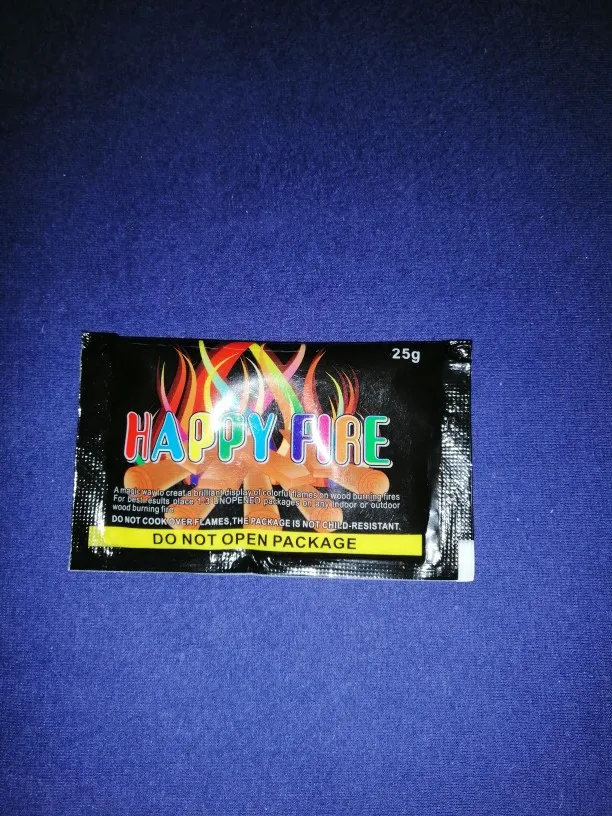 25g
HAPPY FIRE
A magic way to creat a brilliant display of colorful flames on wood burning fires
For best results place 1-3 UNOPENED packages on any indoor or outdoor
wood burning fire
DO NOT COOK OVER FLAMES,THE PACKAGE IS NOT CHILD-RESISTANT.
DO NOT OPEN PACKAGE